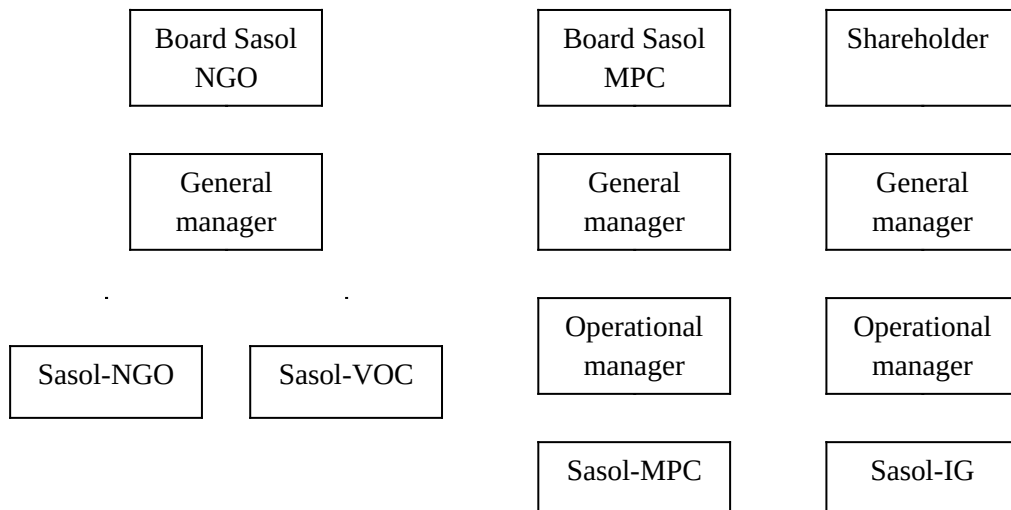 Board Sasol
NGO
Board Sasol
MPC
Shareholder
General
manager
General
manager
General
manager
Operational
manager
Operational
manager
Sasol-NGO
Sasol-VOC
Sasol-MPC
Sasol-IG